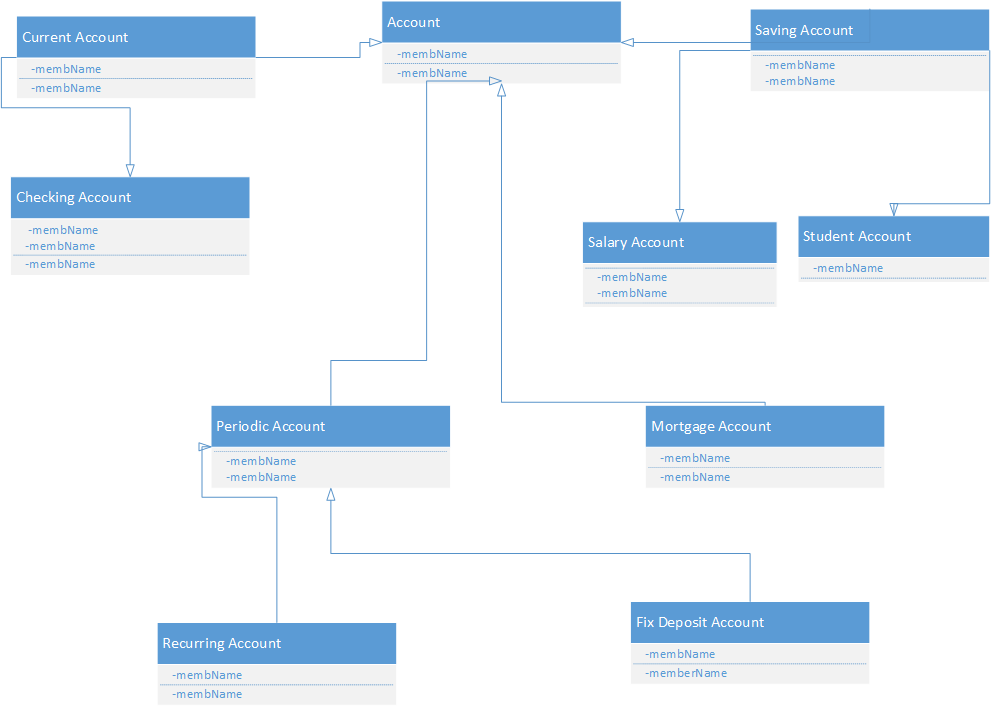 Current Account
-membName
-membName
Account
-membName
-membName
Saving Account
-membName
-membName
Checking Account
-membName
-membName
-membName
Salary Account
-membName
-membName
Student Account
-membName
Periodic Account
-membName
-membName
Mortgage Account
-membName
-membName
Recurring Account
-membName
-membName
Fix Deposit Account
-membName
-memberName